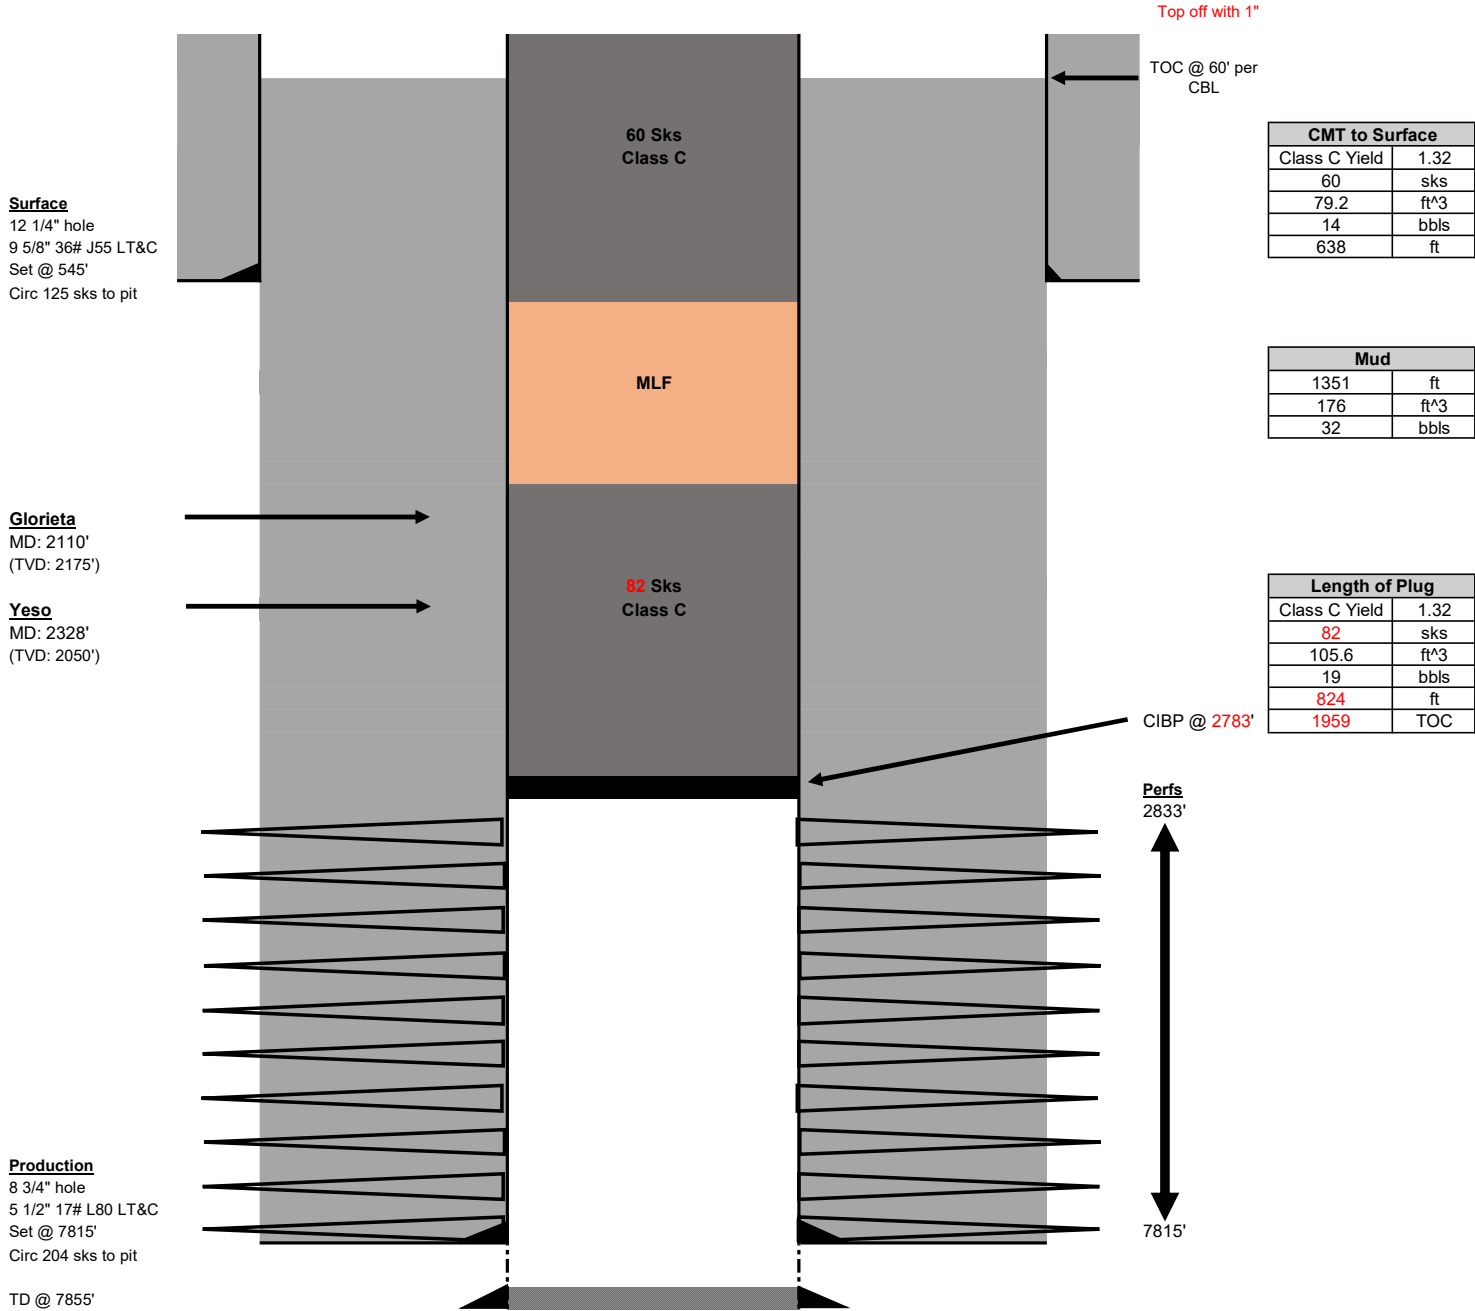 Top off with 1"
TOC @ 60' per
CBL
60 Sks
Class C
CMT to Surface
Class C Yield 1.32
60 sks
79.2 ft^3
14 bbls
638 ft
Surface
12 1/4" hole
9 5/8" 36# J55 LT&C
Set @ 545'
Circ 125 sks to pit
MLF
Mud
1351 ft
176 ft^3
32 bbls
Glorieta
MD: 2110'
(TVD: 2175')
Yeso
MD: 2328'
(TVD: 2050')
82 Sks
Class C
Length of Plug
Class C Yield 1.32
82 sks
105.6 ft^3
19 bbls
824 ft
1959 TOC
CIBP @ 2783'
Perfs
2833'
7815'
Production
8 3/4" hole
5 1/2" 17# L80 LT&C
Set @ 7815'
Circ 204 sks to pit
TD @ 7855'